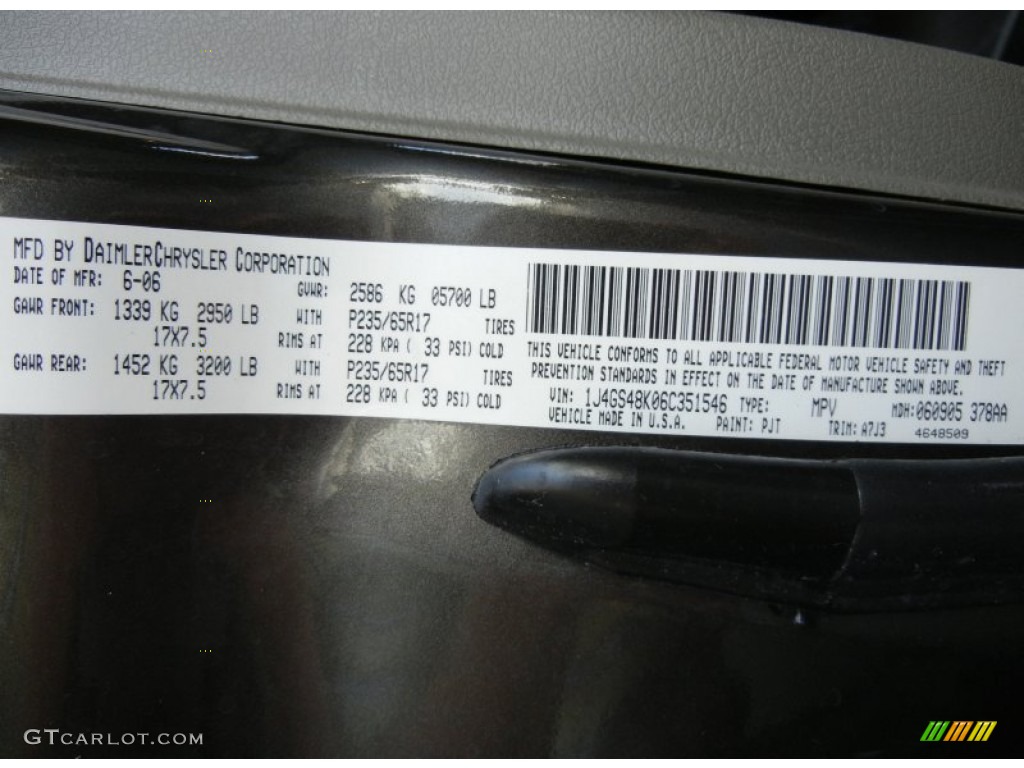 MFD BY DAIMLERCHRYSLER CORPORATION
DATE OF MFR: 6-06 GVWR: 2586 KG 05700 LB
GAWR FRONT: 1339 KG 2950 LB WITH P235/65R17 TIRES
17X7.5 RIMS AT 228 KPA ( 33 PSI) COLD
GAWR REAR: 1452 KG 3200 LB WITH P235/65R17 TIRES
17X7.5 RIMS AT 228 KPA ( 33 PSI) COLD
THIS VEHICLE CONFORMS TO ALL APPLICABLE FEDERAL MOTOR VEHICLE SAFETY AND THEFT
PREVENTION STANDARDS IN EFFECT ON THE DATE OF MANUFACTURE SHOWN ABOVE.
VIN: 1J4GS48K06C351546 TYPE: MPV MDH:060905 378AA
VEHICLE MADE IN U.S.A. PAINT: PJT TRIM: A7J3 4648509
GTCARLOT.COM